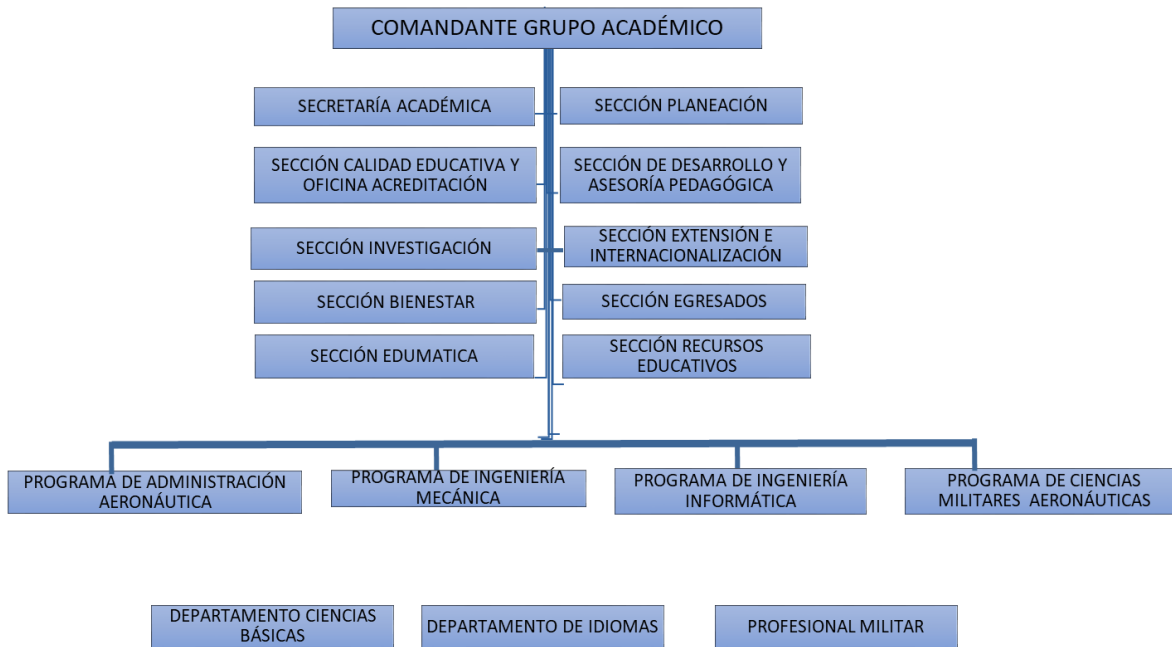 COMANDANTE GRUPO ACADÉMICO
SECRETARÍA ACADÉMICA
SECCIÓN PLANEACIÓN
SECCIÓN CALIDAD EDUCATIVA Y
OFICINA ACREDITACIÓN
SECCIÓN DE DESARROLLO Y
ASESORÍA PEDAGÓGICA
SECCIÓN INVESTIGACIÓN
SECCIÓN EXTENSIÓN E
INTERNACIONALIZACIÓN
SECCIÓN BIENESTAR
SECCIÓN EGRESADOS
SECCIÓN EDUMATICA
SECCIÓN RECURSOS
EDUCATIVOS
PROGRAMA DE ADMINISTRACIÓN
AERONÁUTICA
PROGRAMA DE INGENIERÍA
MECÁNICA
PROGRAMA DE INGENIERÍA
INFORMÁTICA
PROGRAMA DE CIENCIAS
MILITARES AERONÁUTICAS
DEPARTAMENTO CIENCIAS
BÁSICAS
DEPARTAMENTO DE IDIOMAS
PROFESIONAL MILITAR